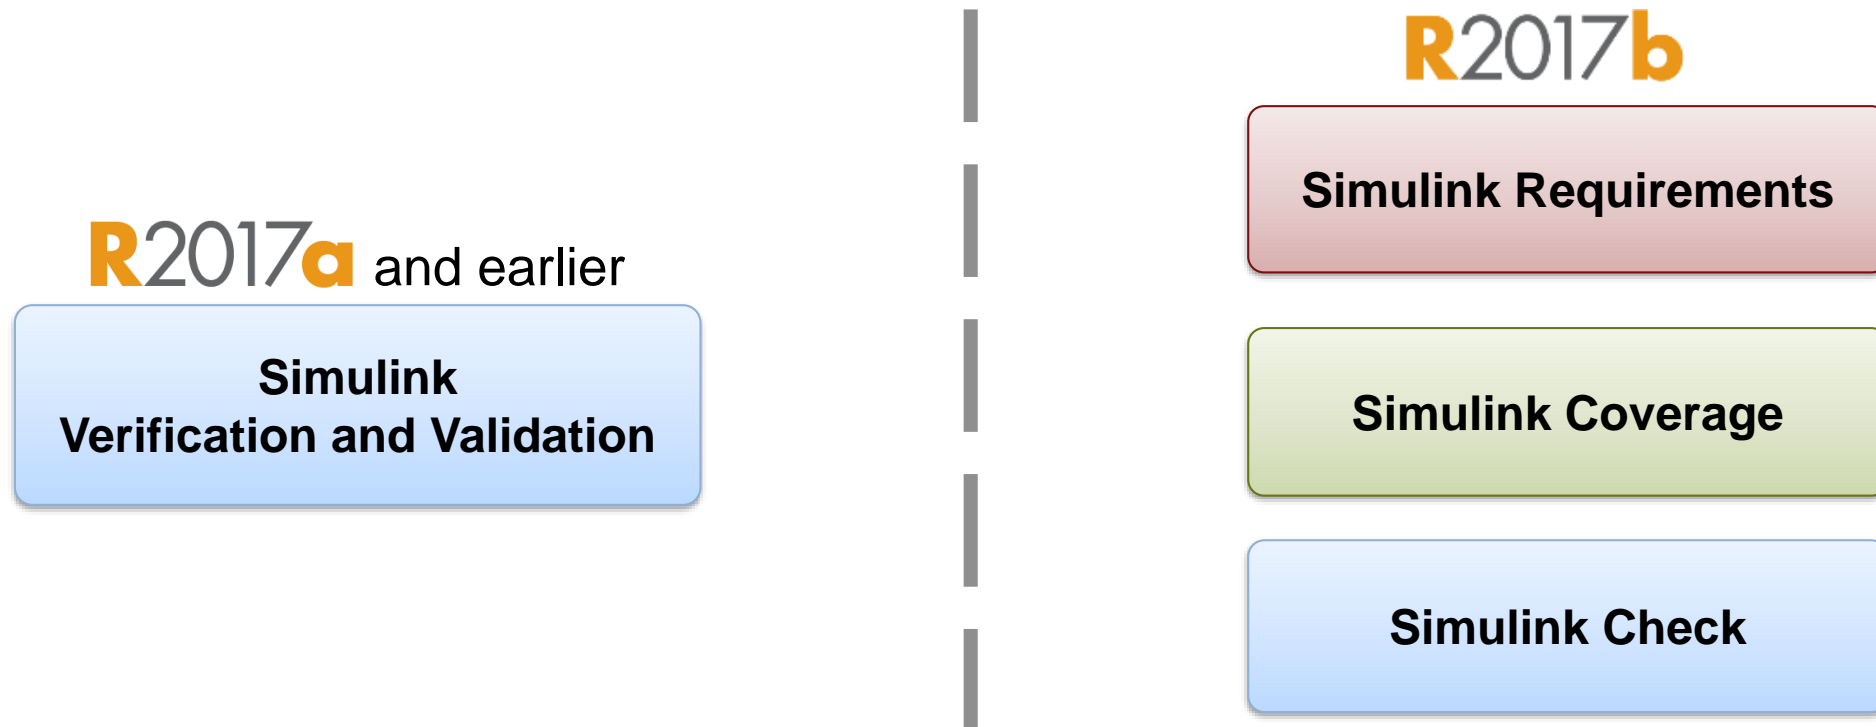 R2017a and earlier
Simulink
Verification and Validation
R2017b
Simulink Requirements
Simulink Coverage
Simulink Check